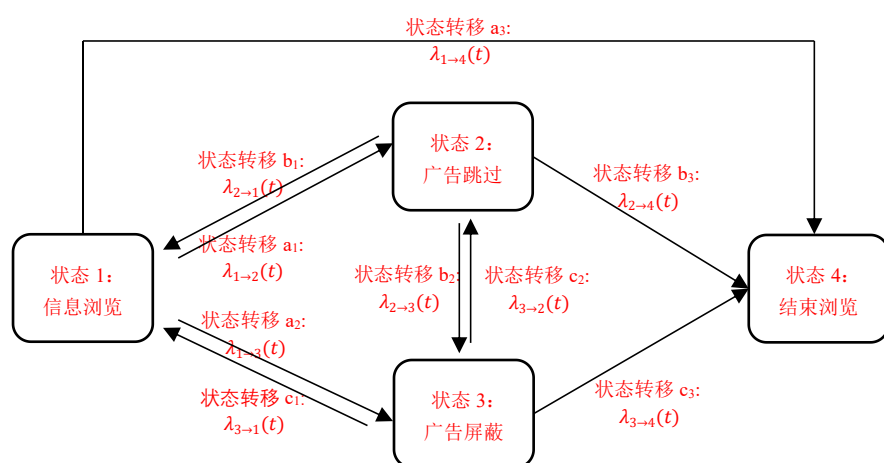 状态转移 a₃:
λ₁→₄(t)
状态 2：
广告跳过
状态转移 b₁:
λ₂→₁(t)
状态转移 b₃:
λ₂→₄(t)
状态转移 a₁:
λ₁→₂(t)
状态 1：
信息浏览
状态转移 b₂:
λ₂→₃(t)
状态转移 c₂:
λ₃→₂(t)
状态 4：
结束浏览
状态转移 a₂:
λ₁→₃(t)
状态转移 c₁:
λ₃→₁(t)
状态 3：
广告屏蔽
状态转移 c₃:
λ₃→₄(t)